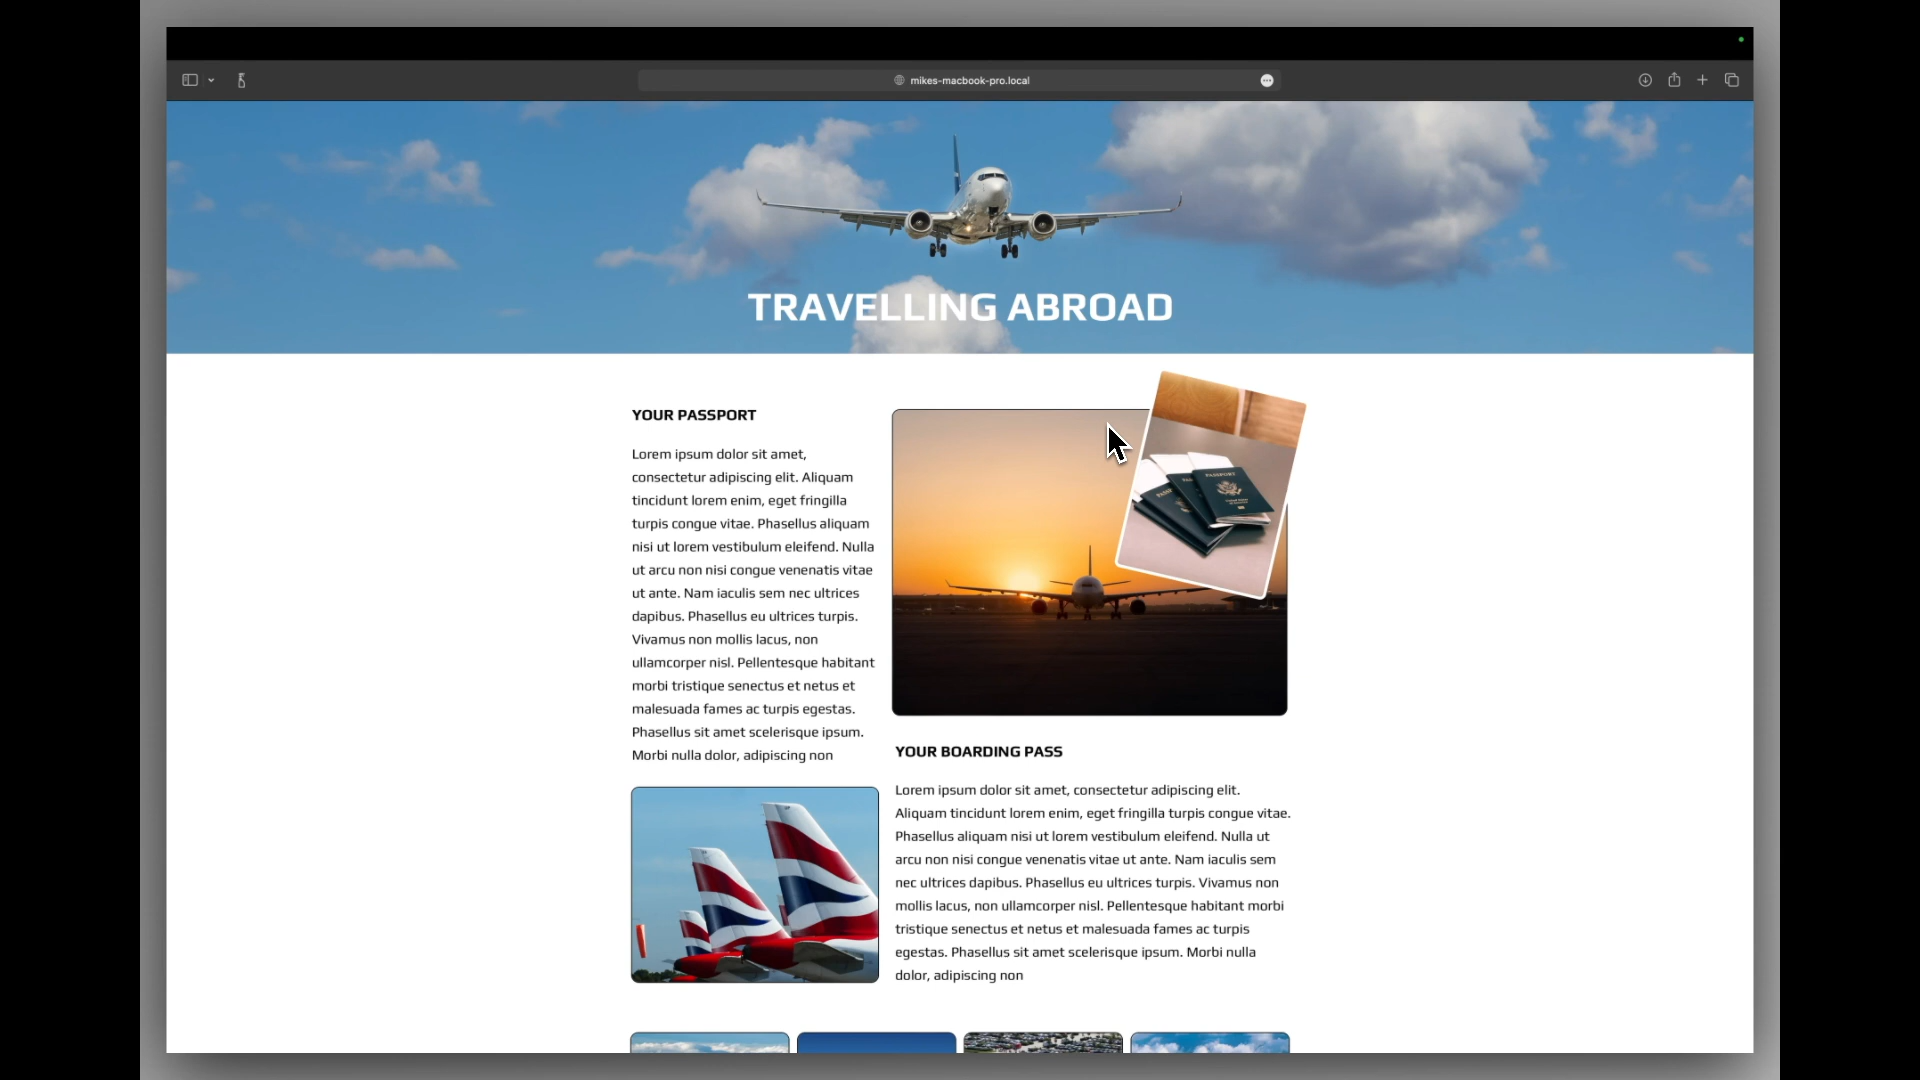 mikes-macbook-pro.local
TRAVELLING ABROAD
YOUR PASSPORT
Lorem ipsum dolor sit amet,
consectetur adipiscing elit. Aliquam
tincidunt lorem enim, eget fringilla
turpis congue vitae. Phasellus aliquam
nisi ut lorem vestibulum eleifend. Nulla
ut arcu non nisi congue venenatis vitae
ut ante. Nam iaculis sem nec ultrices
dapibus. Phasellus eu ultrices turpis.
Vivamus non mollis lacus, non
ullamcorper nisl. Pellentesque habitant
morbi tristique senectus et netus et
malesuada fames ac turpis egestas.
Phasellus sit amet scelerisque ipsum.
Morbi nulla dolor, adipiscing non
PASSPORT
YOUR BOARDING PASS
Lorem ipsum dolor sit amet, consectetur adipiscing elit.
Aliquam tincidunt lorem enim, eget fringilla turpis congue vitae.
Phasellus aliquam nisi ut lorem vestibulum eleifend. Nulla ut
arcu non nisi congue venenatis vitae ut ante. Nam iaculis sem
nec ultrices dapibus. Phasellus eu ultrices turpis. Vivamus non
mollis lacus, non ullamcorper nisl. Pellentesque habitant morbi
tristique senectus et netus et malesuada fames ac turpis
egestas. Phasellus sit amet scelerisque ipsum. Morbi nulla
dolor, adipiscing non